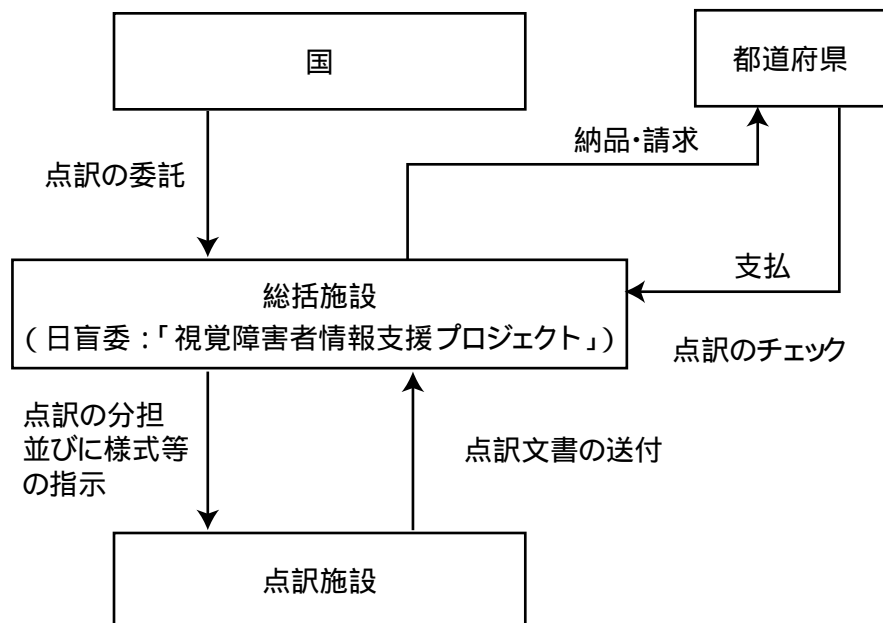 国
都道府県
納品・請求
点訳の委託
支払
総括施設
(日盲委:「視覚障害者情報支援プロジェクト」)
点訳のチェック
点訳の分担
並びに様式等
の指示
点訳文書の送付
点訳施設